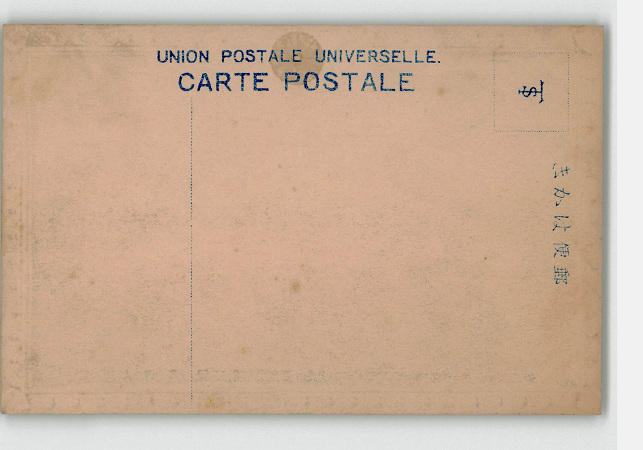 UNION POSTALE UNIVERSELLE.
CARTE POSTALE
郵便はかき